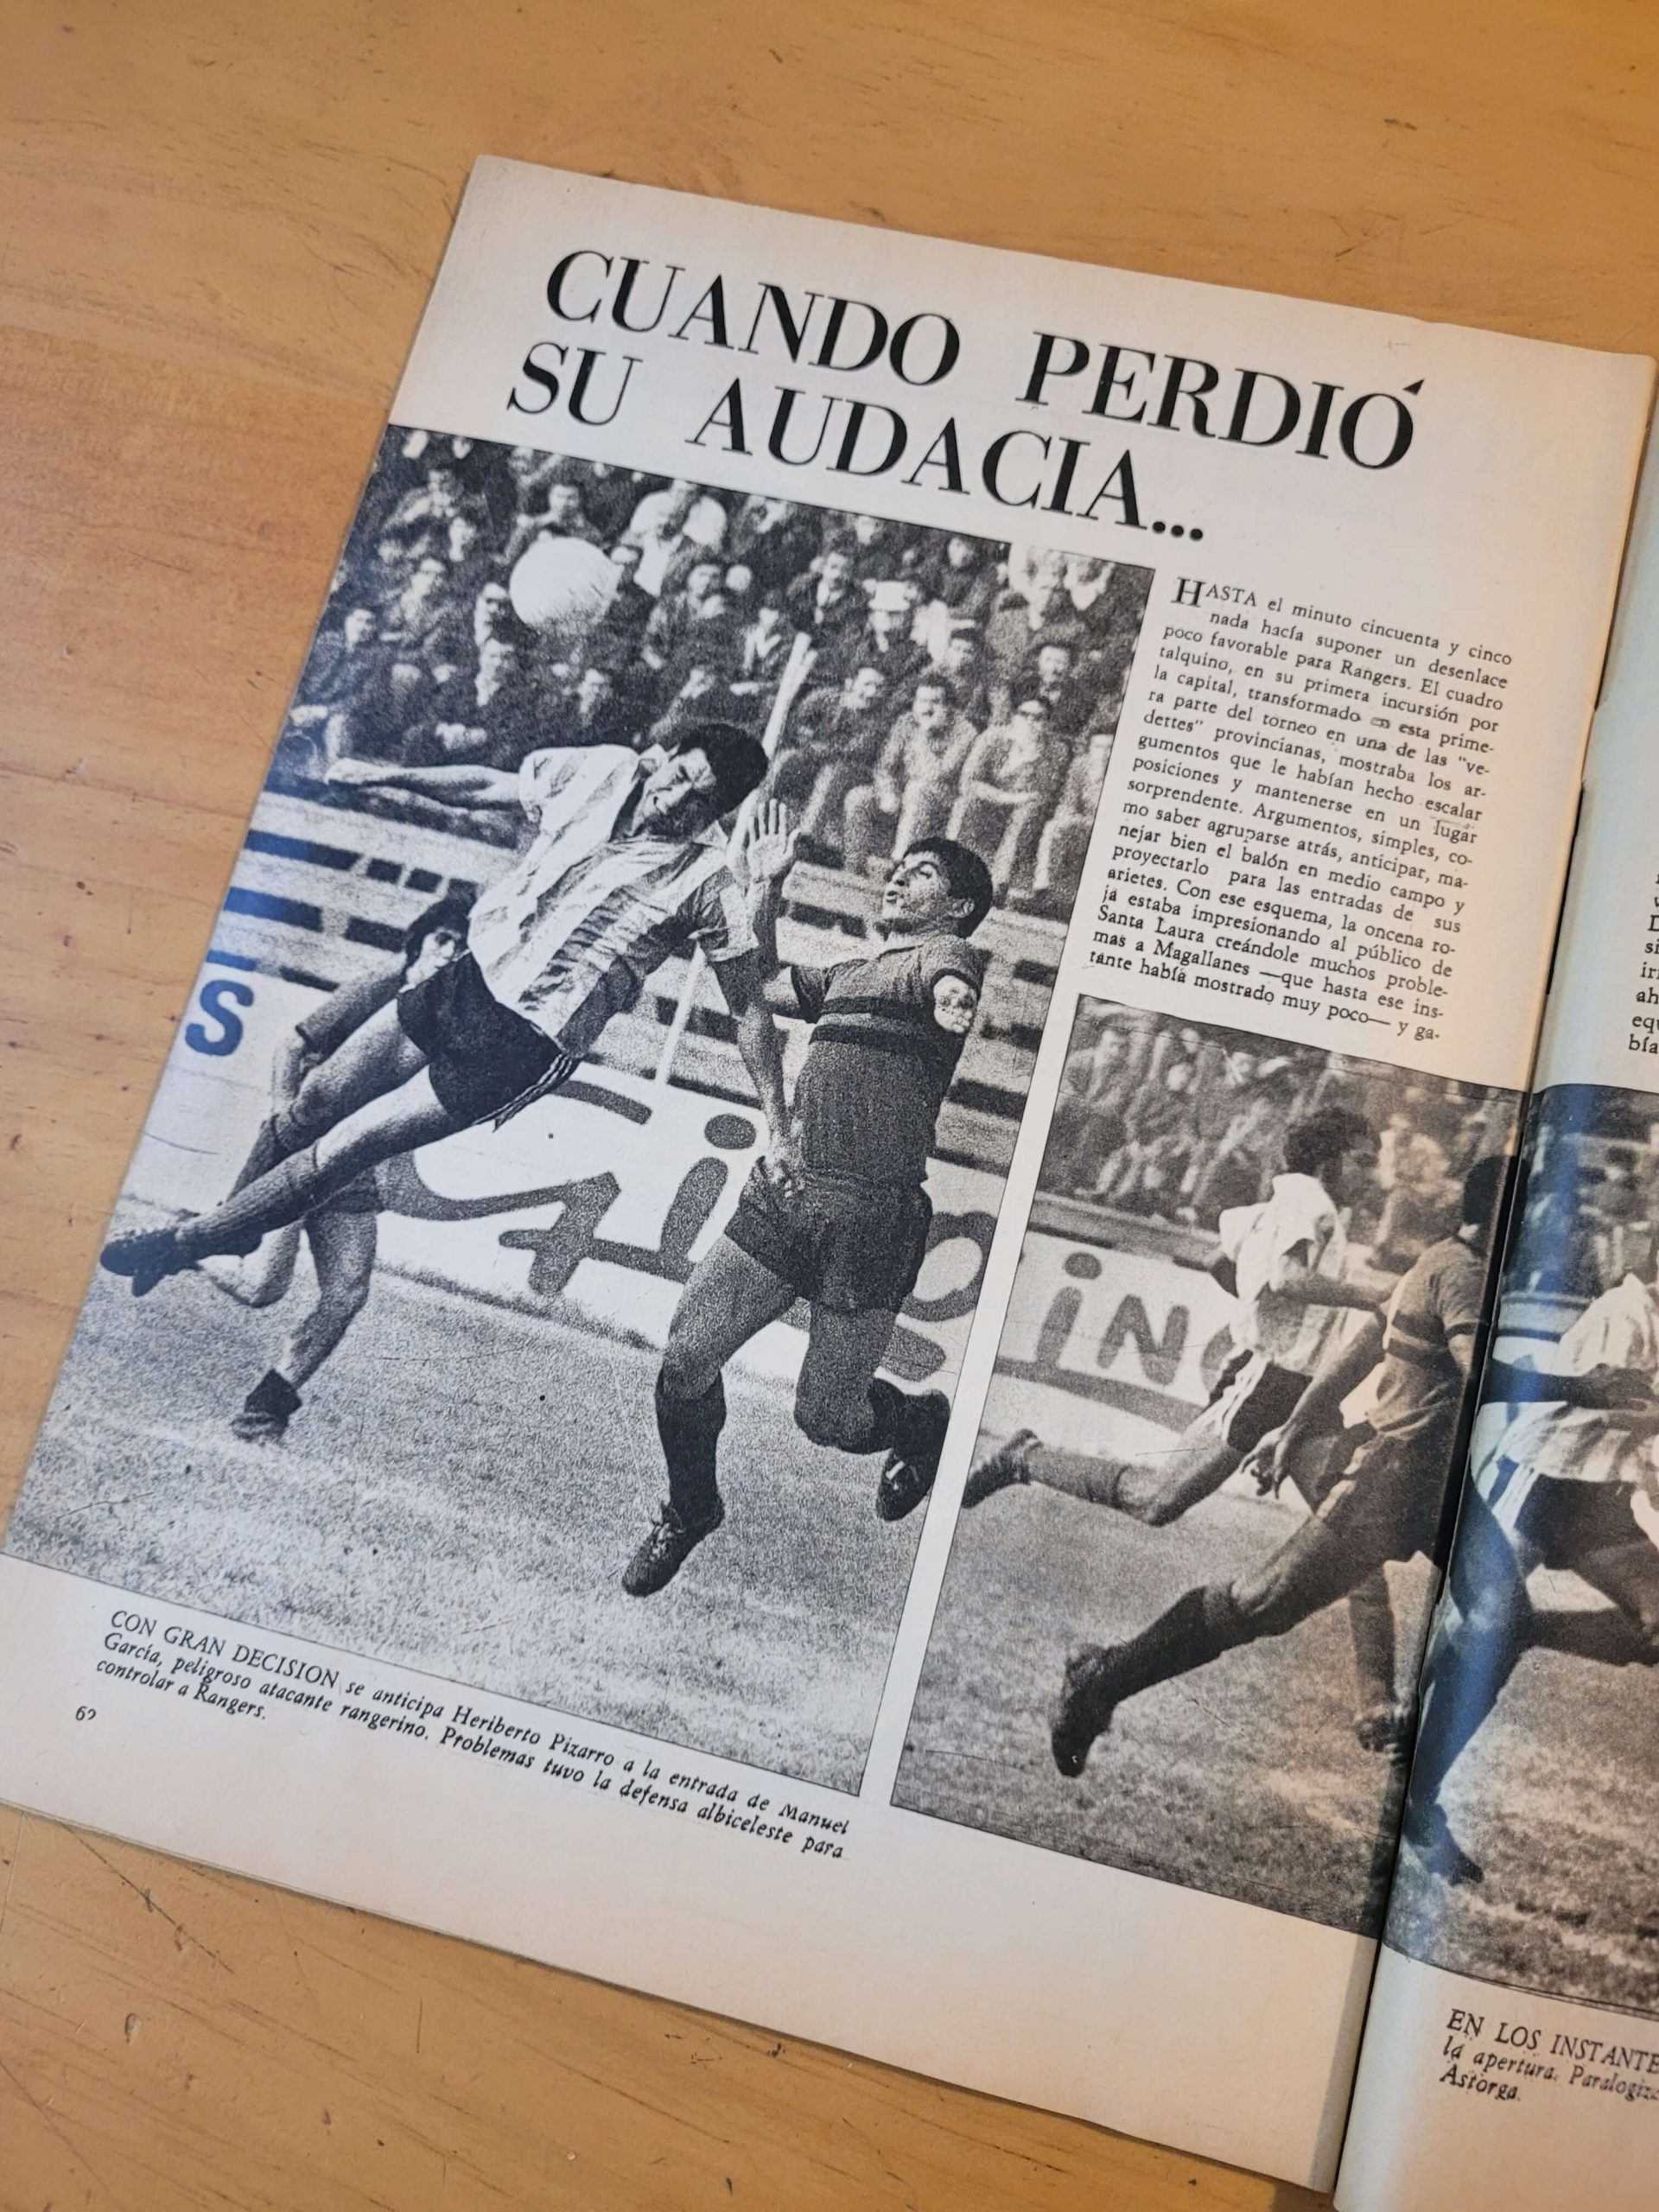 CUANDO PERDIÓ
SU AUDACIA...
HASTA el minuto cincuenta y cinco
nada hacía suponer un desenlace
poco favorable para Rangers. El cuadro
talquino, en su primera incursión por
la capital, transformado en esta prime-
ra parte del torneo en una de las "ve-
dettes" provincianas, mostraba los ar-
gumentos que le habían hecho escalar
posiciones y mantenerse en un lugar
sorprendente. Argumentos, simples, co-
mo saber agruparse atrás, anticipar, ma-
nejar bien el balón en medio campo y
proyectarlo para las entradas de sus
arietes. Con ese esquema, la oncena ro-
ja estaba impresionando al público de
Santa Laura creándole muchos proble-
mas a Magallanes —que hasta ese ins-
tante había mostrado muy poco— y ga-
S
iN
CON GRAN DECISION se anticipa Heriberto Pizarro a la entrada de Manuel
García, peligroso atacante rangerino. Problemas tuvo la defensa albiceleste para
controlar a Rangers.
EN LOS INSTANTE
la apertura. Paralogiz
Astorga.
si
ah
equ
bía